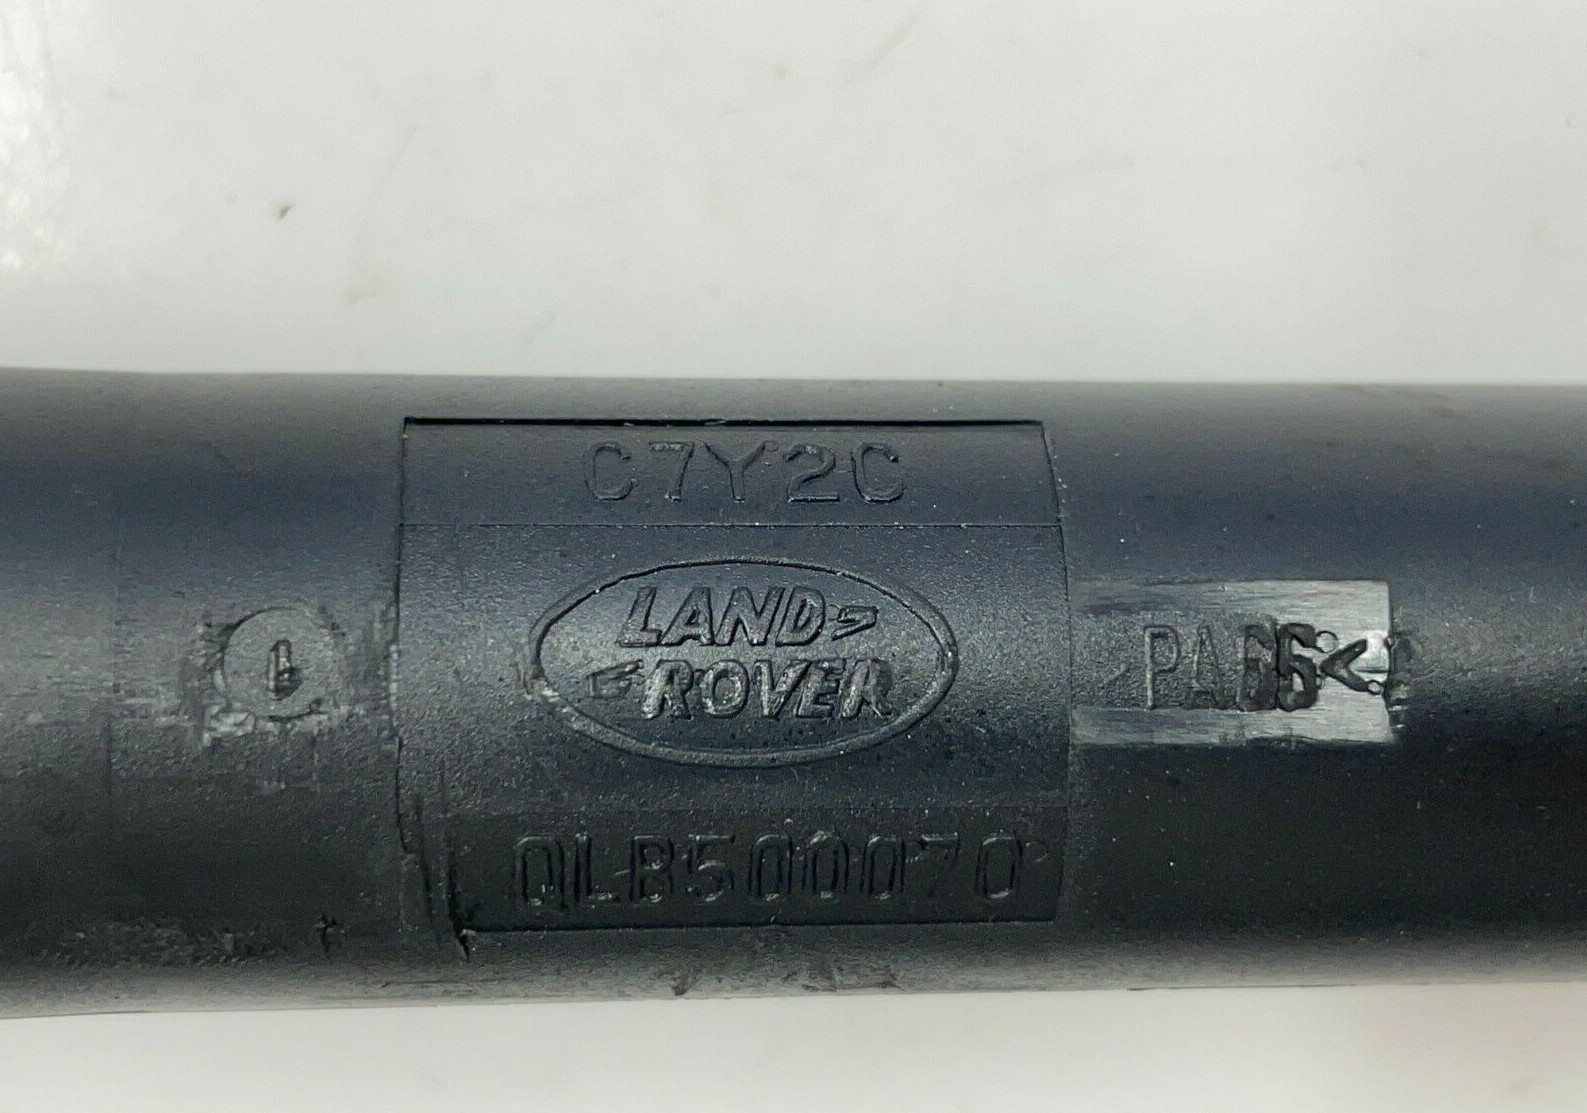 C7Y2C
LAND
ROVER
QLB500070